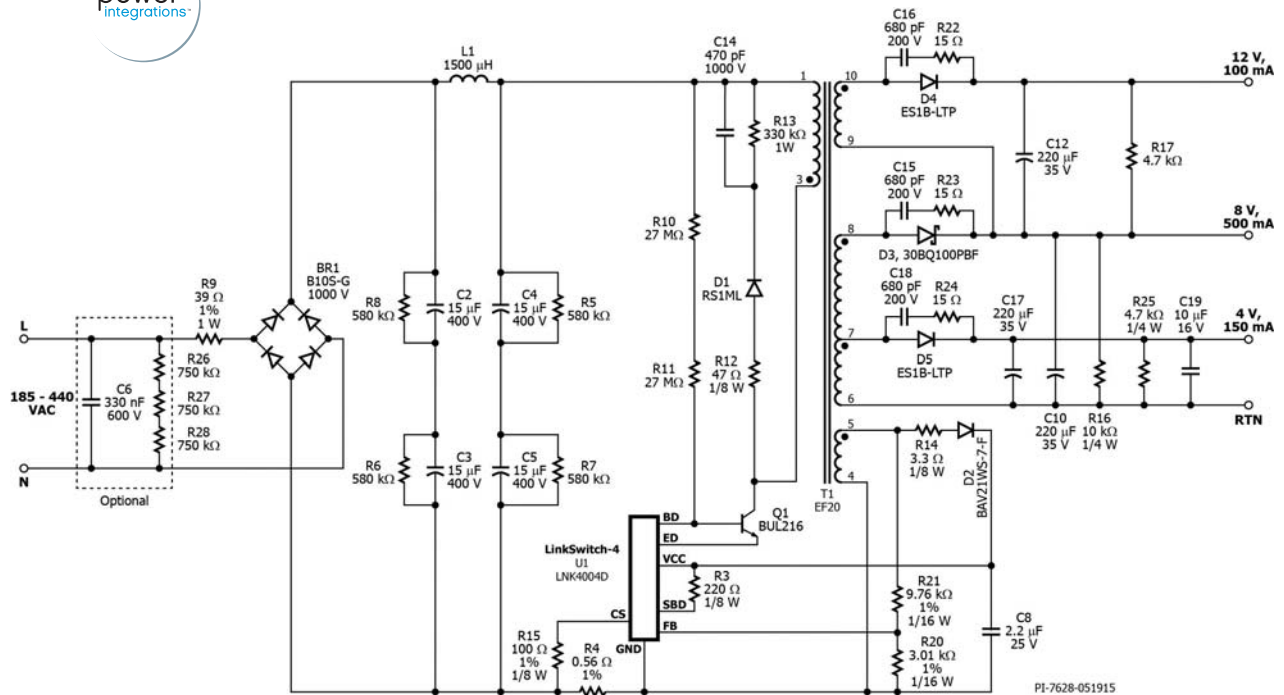 power
integrations
L1
1500 µH
C14
470 pF
1000 V
C16
680 pF
200 V
R22
15 Ω
12 V,
100 mA
1
10
D4
ES1B-LTP
R13
330 kΩ
1W
9
C12
220 µF
35 V
R17
4.7 kΩ
3
C15
680 pF
200 V
R23
15 Ω
8 V,
500 mA
R10
27 MΩ
8
D3, 30BQ100PBF
BR1
B10S-G
1000 V
R9
39 Ω
1%
1 W
D1
RS1ML
C18
680 pF
200 V
R24
15 Ω
R8
580 kΩ
C2
15 µF
400 V
C4
15 µF
400 V
R5
580 kΩ
C17
220 µF
35 V
R25
4.7 kΩ
1/4 W
C19
10 µF
16 V
4 V,
150 mA
L
7
D5
ES1B-LTP
R26
750 kΩ
R11
27 MΩ
R12
47 Ω
1/8 W
185 - 440
VAC
C6
330 nF
600 V
R27
750 kΩ
6
RTN
R28
750 kΩ
C10
220 µF
35 V
R16
10 kΩ
1/4 W
5
R14
3.3 Ω
1/8 W
D2
BAV21WS-7-F
N
R6
580 kΩ
C3
15 µF
400 V
C5
15 µF
400 V
R7
580 kΩ
4
Optional
T1
EF20
Q1
BUL216
BD
ED
LinkSwitch-4
U1
LNK4004D
VCC
R3
220 Ω
1/8 W
SBD
CS
FB
GND
R21
9.76 kΩ
1%
1/16 W
C8
2.2 µF
25 V
R15
100 Ω
1%
1/8 W
R4
0.56 Ω
1%
R20
3.01 kΩ
1%
1/16 W
PI-7628-051915